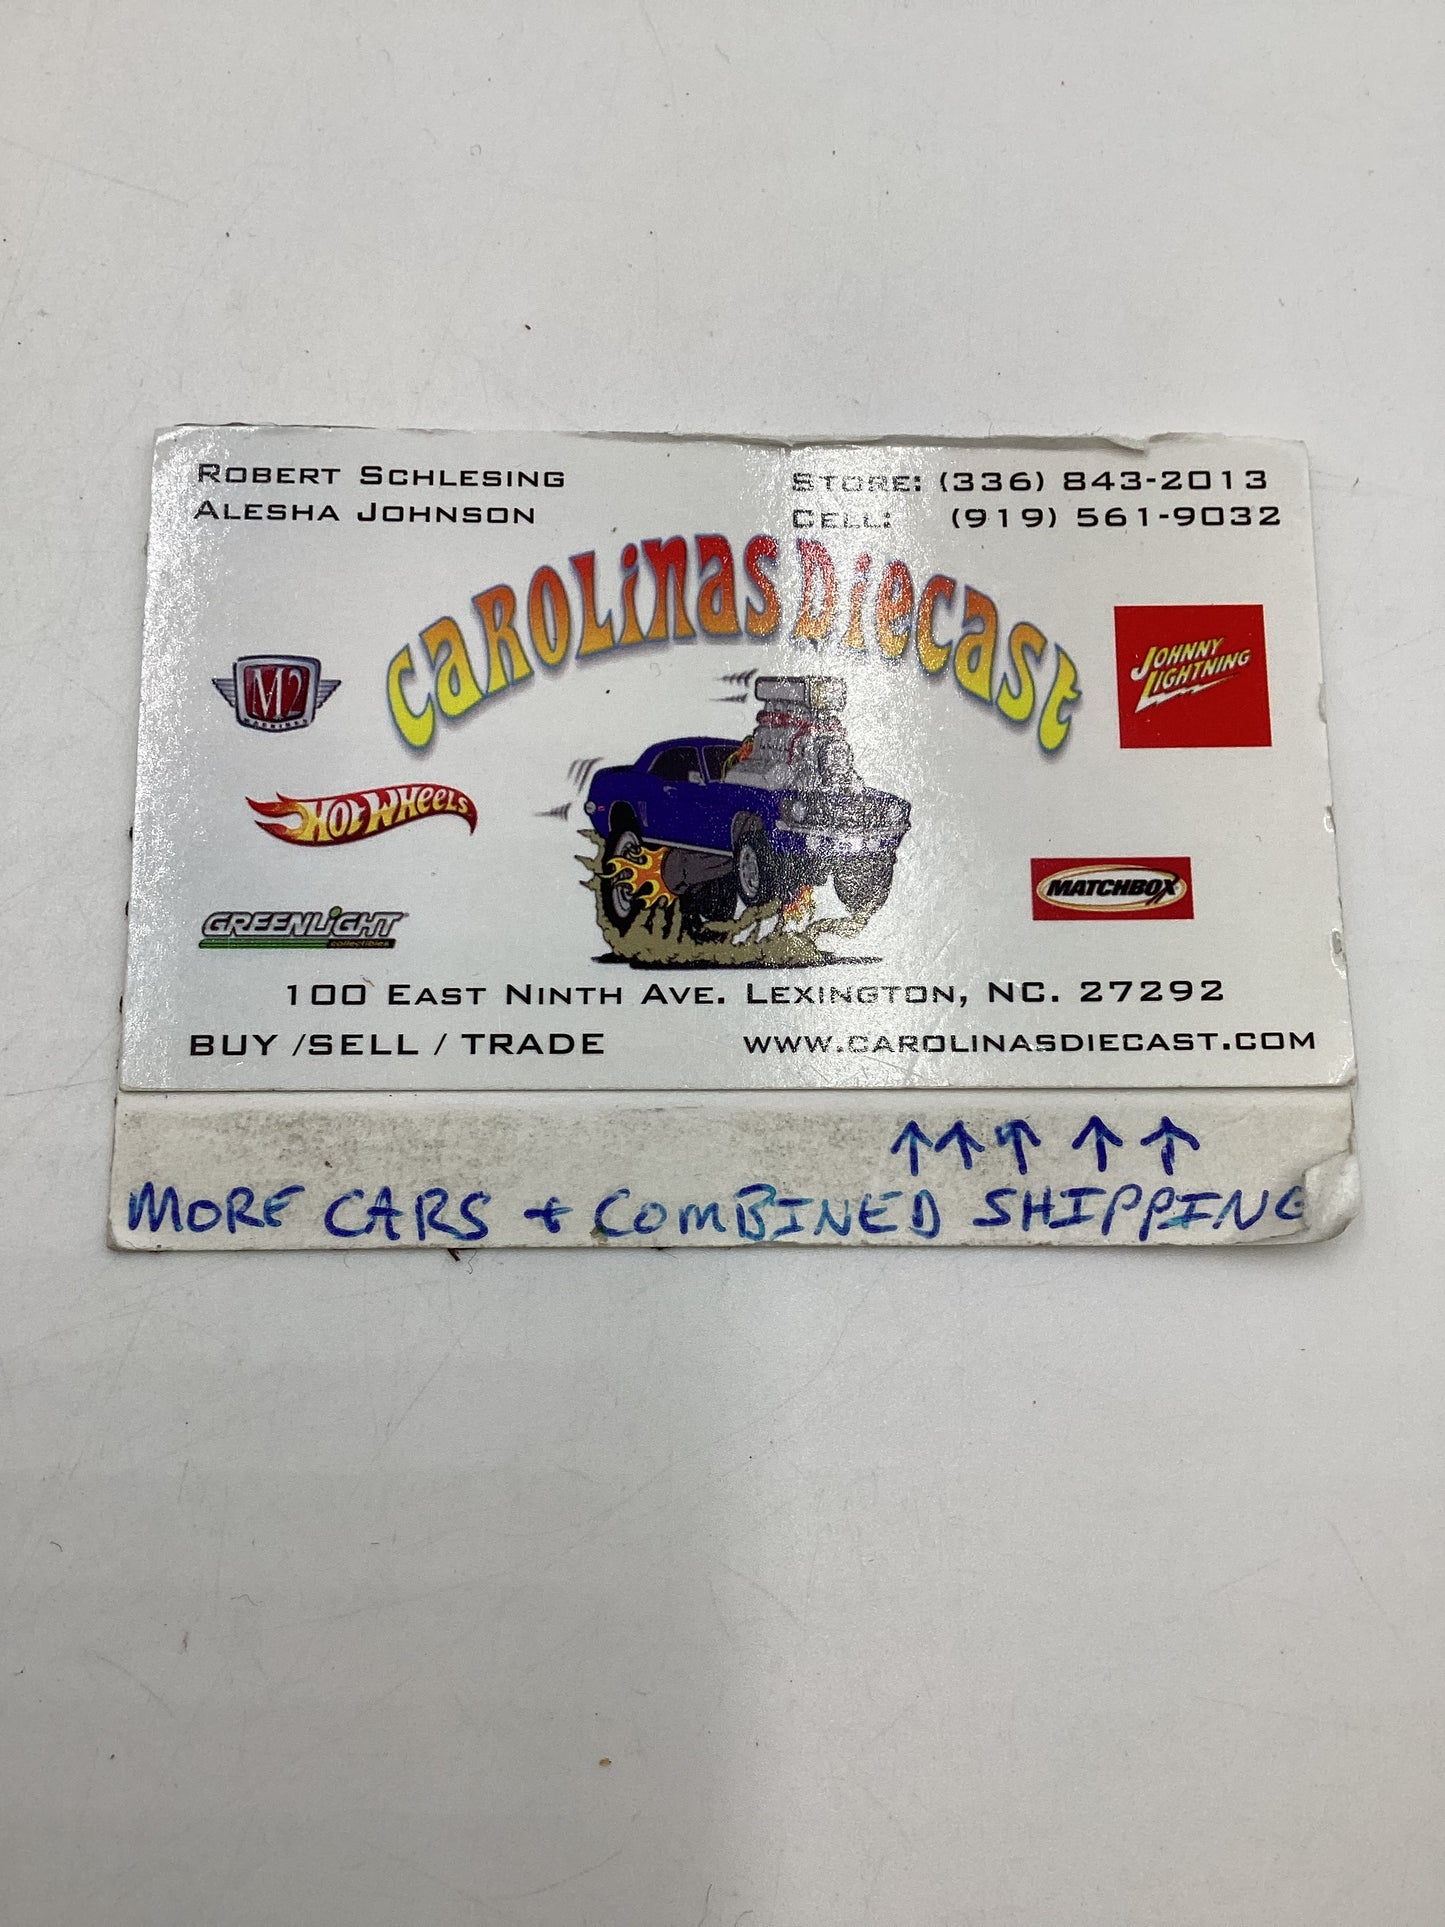 ROBERT SCHLESING
ALESHA JOHNSON
STORE: (336) 843-2013
CELL: (919) 561-9032
CAROLINAS DIECAST
M2
MACHINES
JOHNNY
LIGHTNING
HOT WHEELS
MATCHBOX
GREENLIGHT
collectibles
100 EAST NINTH AVE. LEXINGTON, NC. 27292
BUY /SELL / TRADE
WWW.CAROLINASDIECAST.COM
↑ ↑ ↑ ↑ ↑
MORE CARS + COMBINED SHIPPING